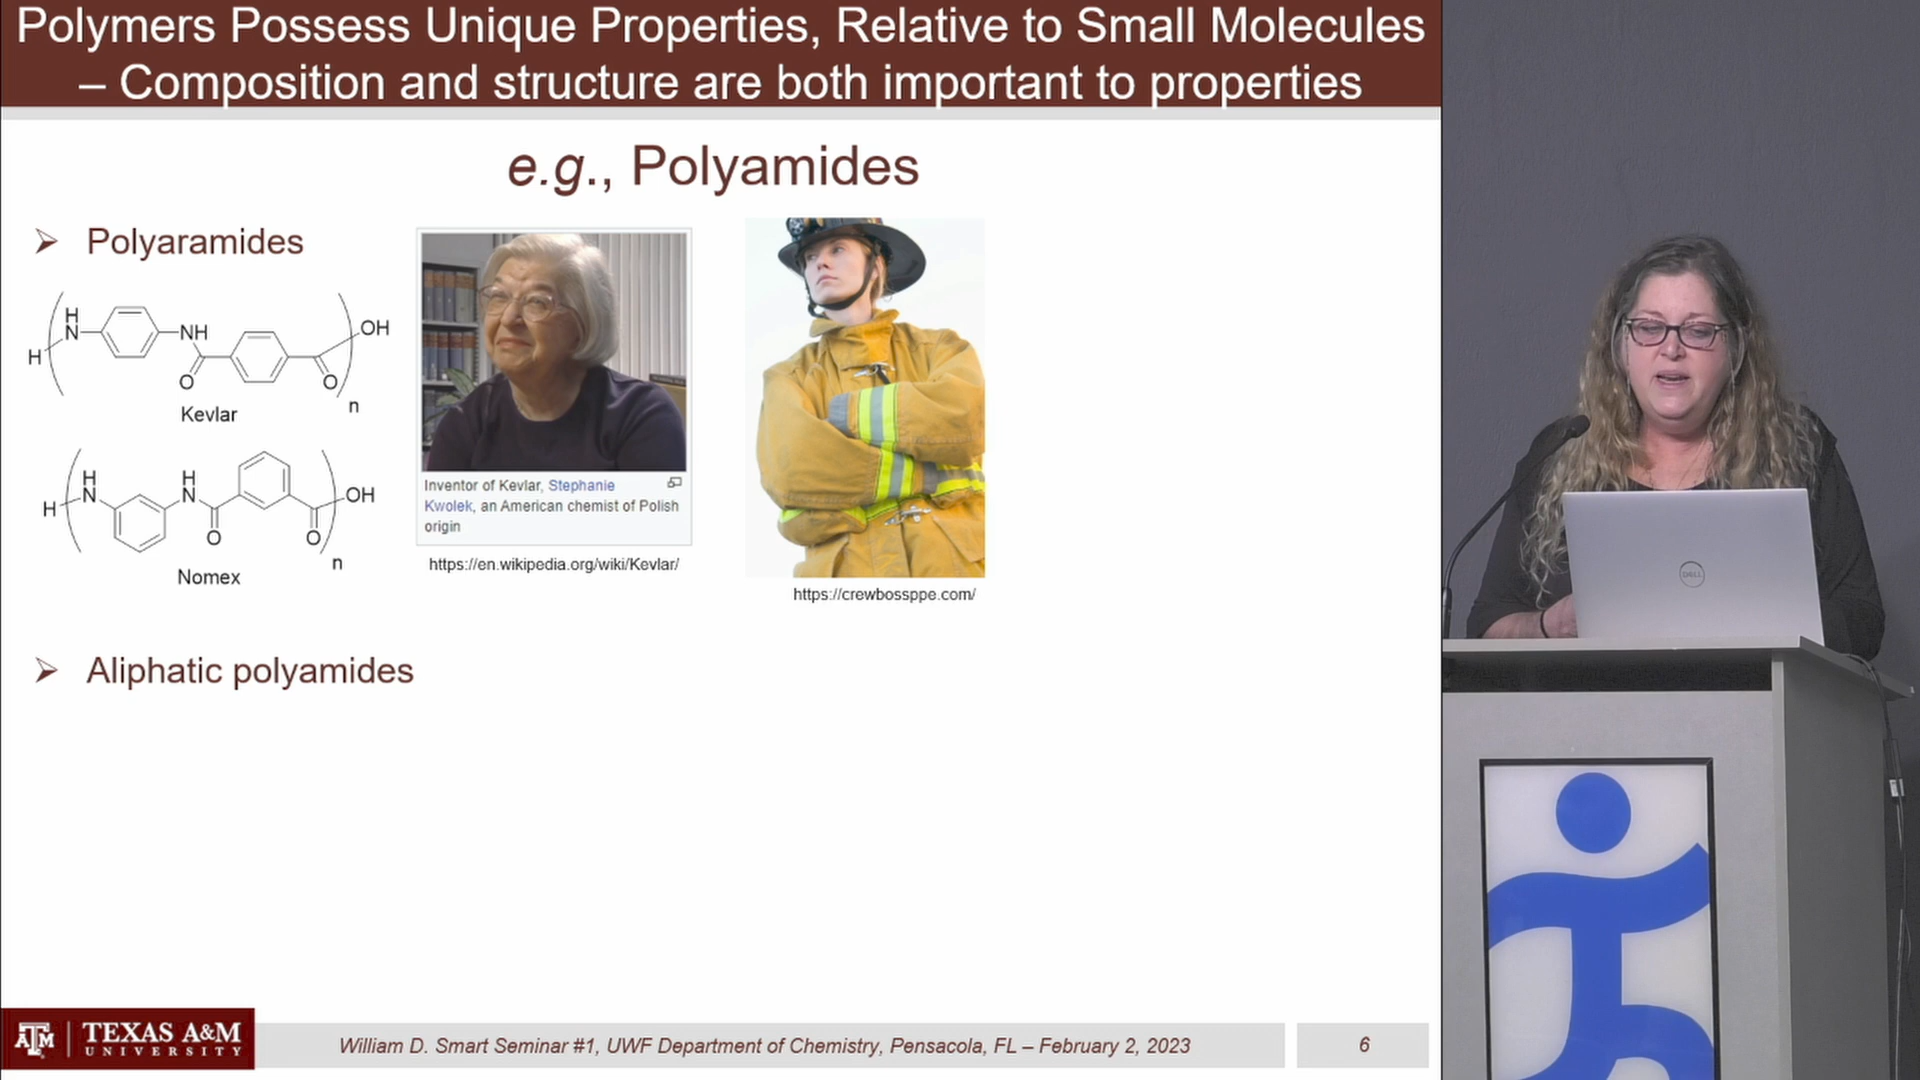 Polymers Possess Unique Properties, Relative to Small Molecules
– Composition and structure are both important to properties
e.g., Polyamides
Polyaramides
H
N
NH
O
O
OH
H
n
Kevlar
H
N
H
N
O
O
OH
H
n
Nomex
Inventor of Kevlar, Stephanie
Kwolek, an American chemist of Polish
origin
https://en.wikipedia.org/wiki/Kevlar/
https://crewbossppe.com/
Aliphatic polyamides
DELL
ATM
TEXAS A&M
UNIVERSITY
William D. Smart Seminar #1, UWF Department of Chemistry, Pensacola, FL – February 2, 2023
6